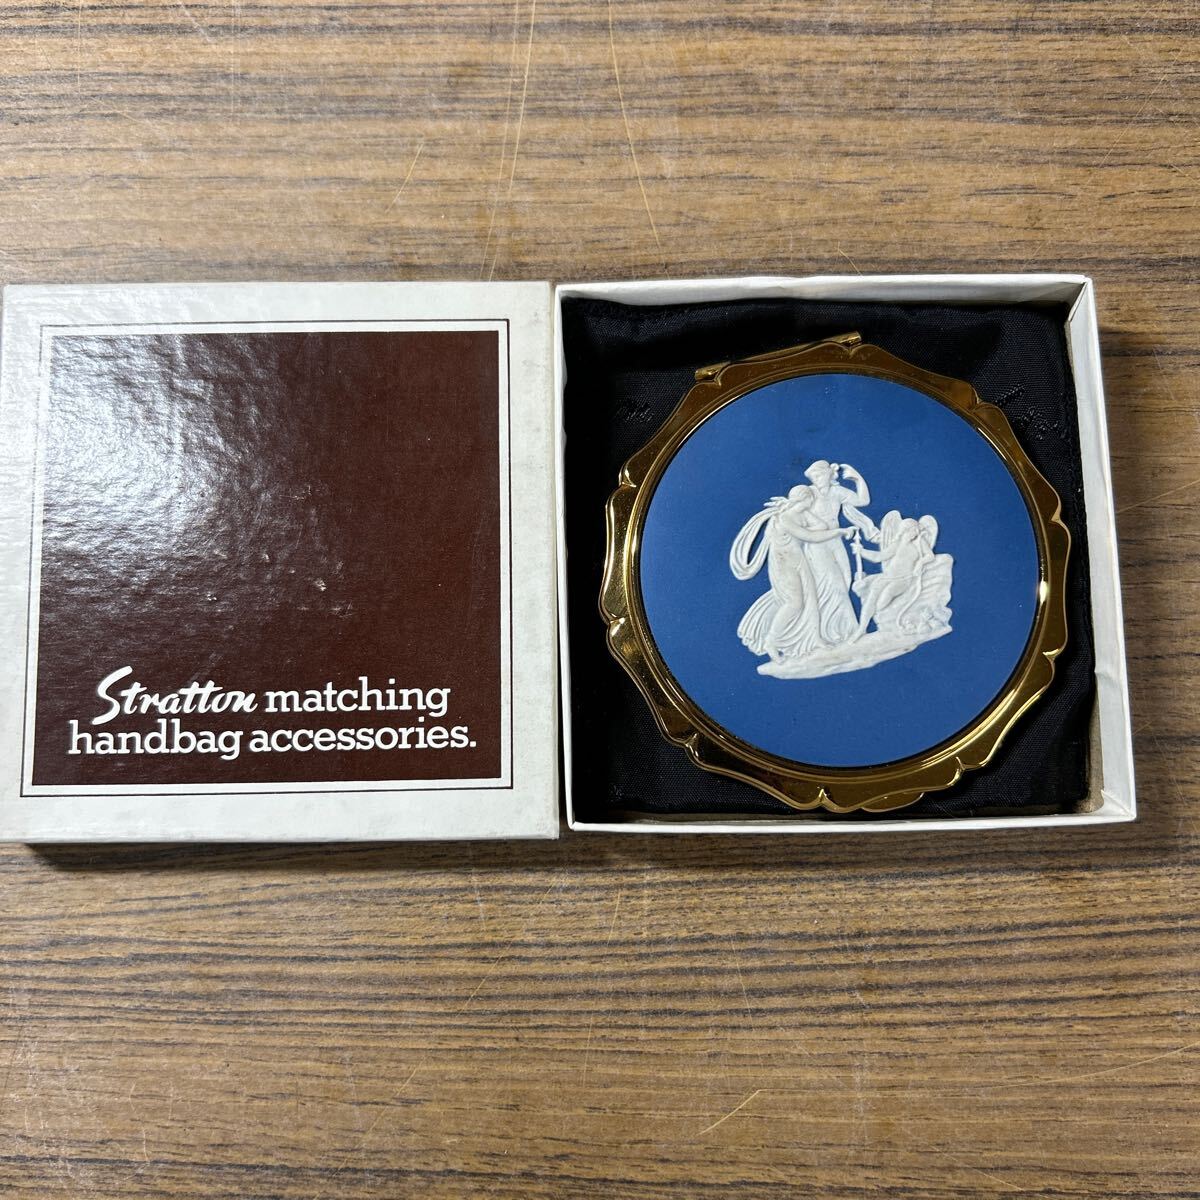 Stratton matching
handbag accessories.